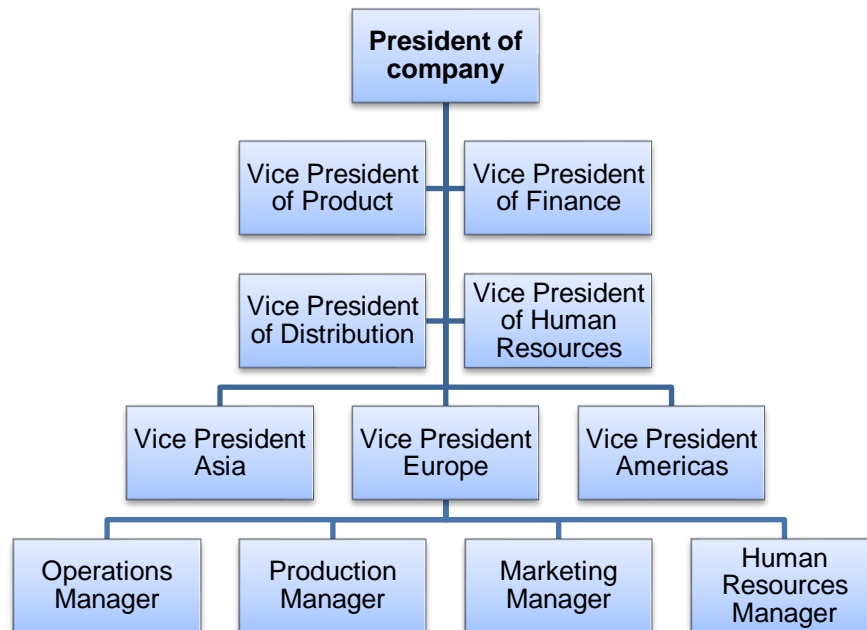 President of
company
Vice President
of Product
Vice President
of Finance
Vice President
of Distribution
Vice President
of Human
Resources
Vice President
Asia
Vice President
Europe
Vice President
Americas
Operations
Manager
Production
Manager
Marketing
Manager
Human
Resources
Manager